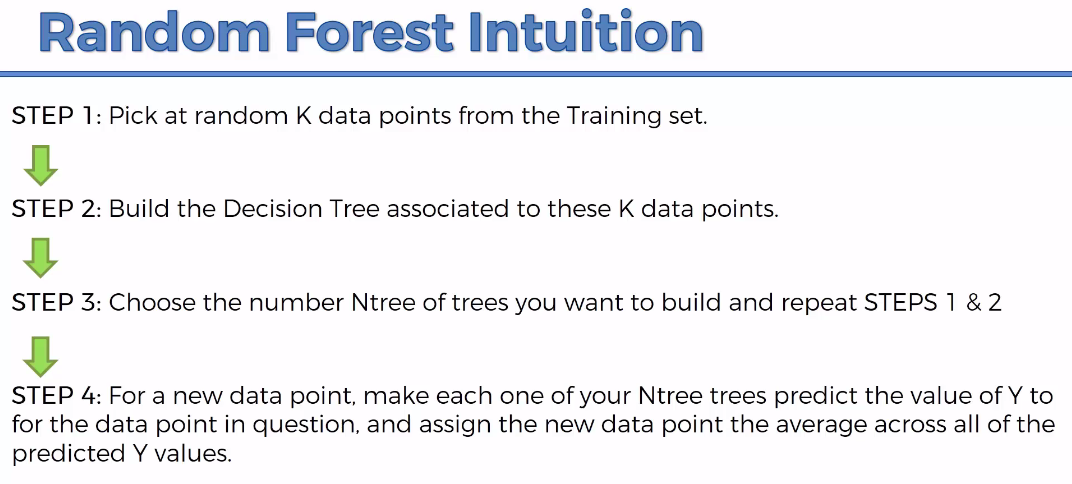 Random Forest Intuition
STEP 1: Pick at random K data points from the Training set.
STEP 2: Build the Decision Tree associated to these K data points.
STEP 3: Choose the number Ntree of trees you want to build and repeat STEPS 1 & 2
STEP 4: For a new data point, make each one of your Ntree trees predict the value of Y to
for the data point in question, and assign the new data point the average across all of the
predicted Y values.